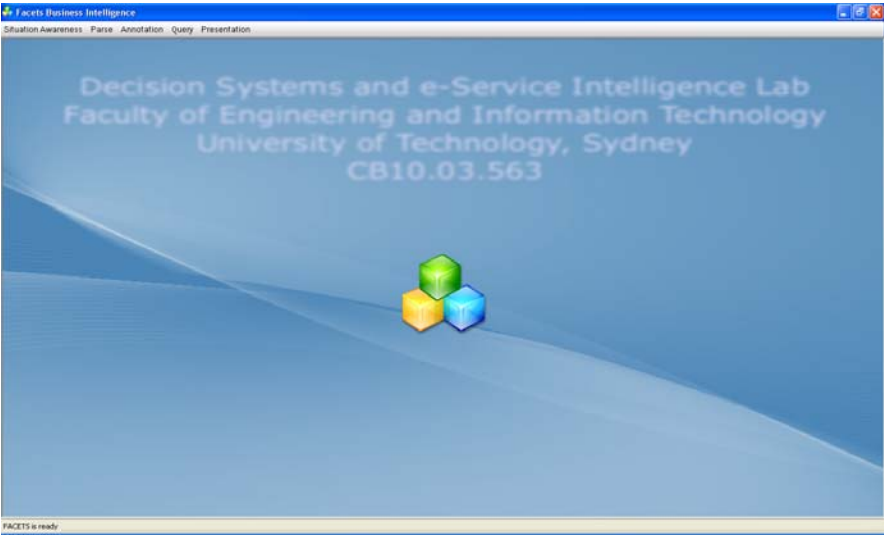 Facets Business Intelligence
Situation Awareness Parse Annotation Query Presentation
Decision Systems and e-Service Intelligence Lab
Faculty of Engineering and Information Technology
University of Technology, Sydney
CB10.03.563
FACETS is ready